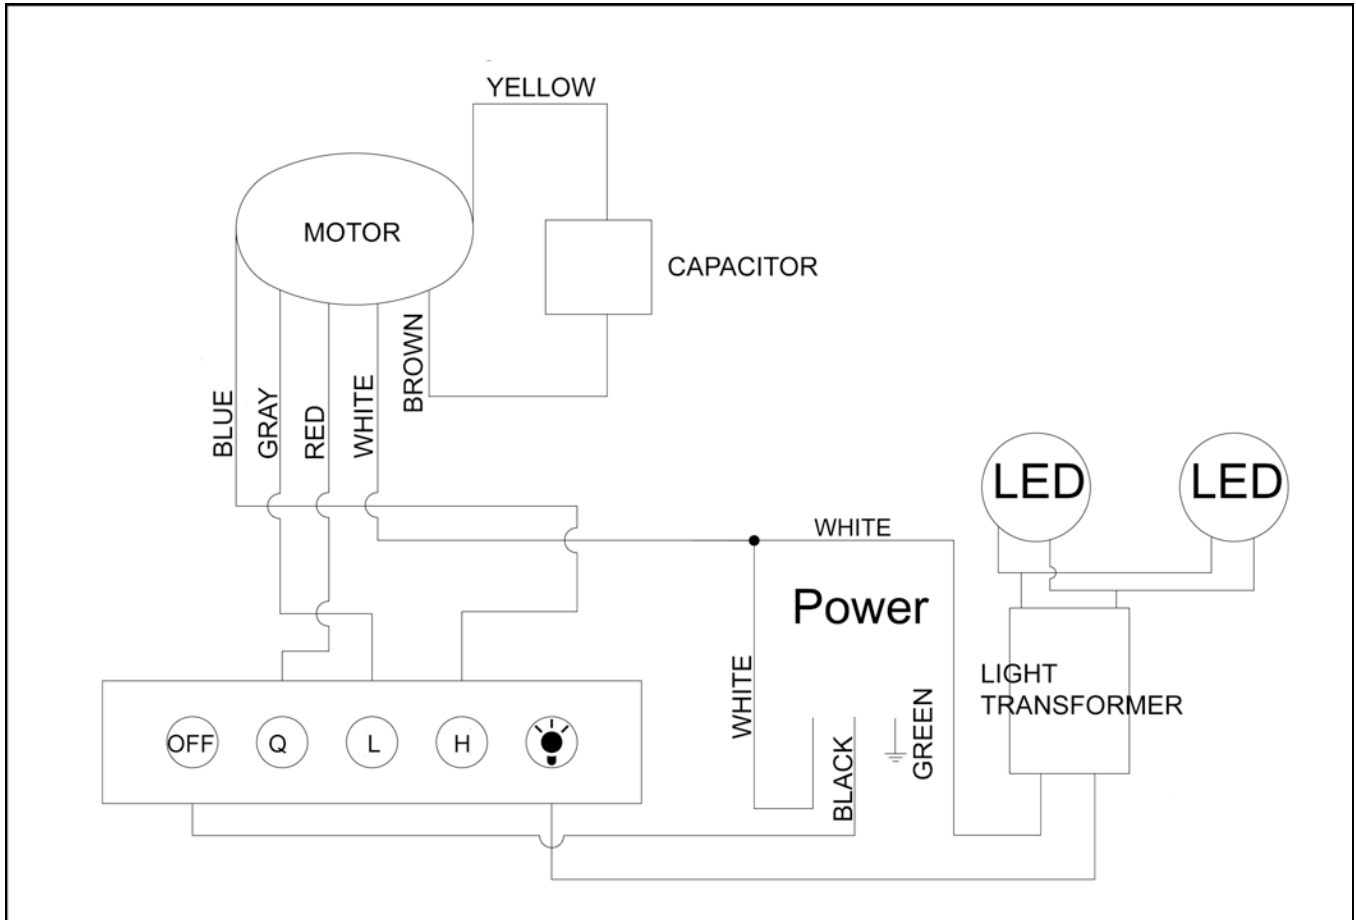 YELLOW
MOTOR
CAPACITOR
BLUE
GRAY
RED
WHITE
BROWN
LED
LED
WHITE
Power
WHITE
BLACK
GREEN
LIGHT
TRANSFORMER
OFF
Q
L
H